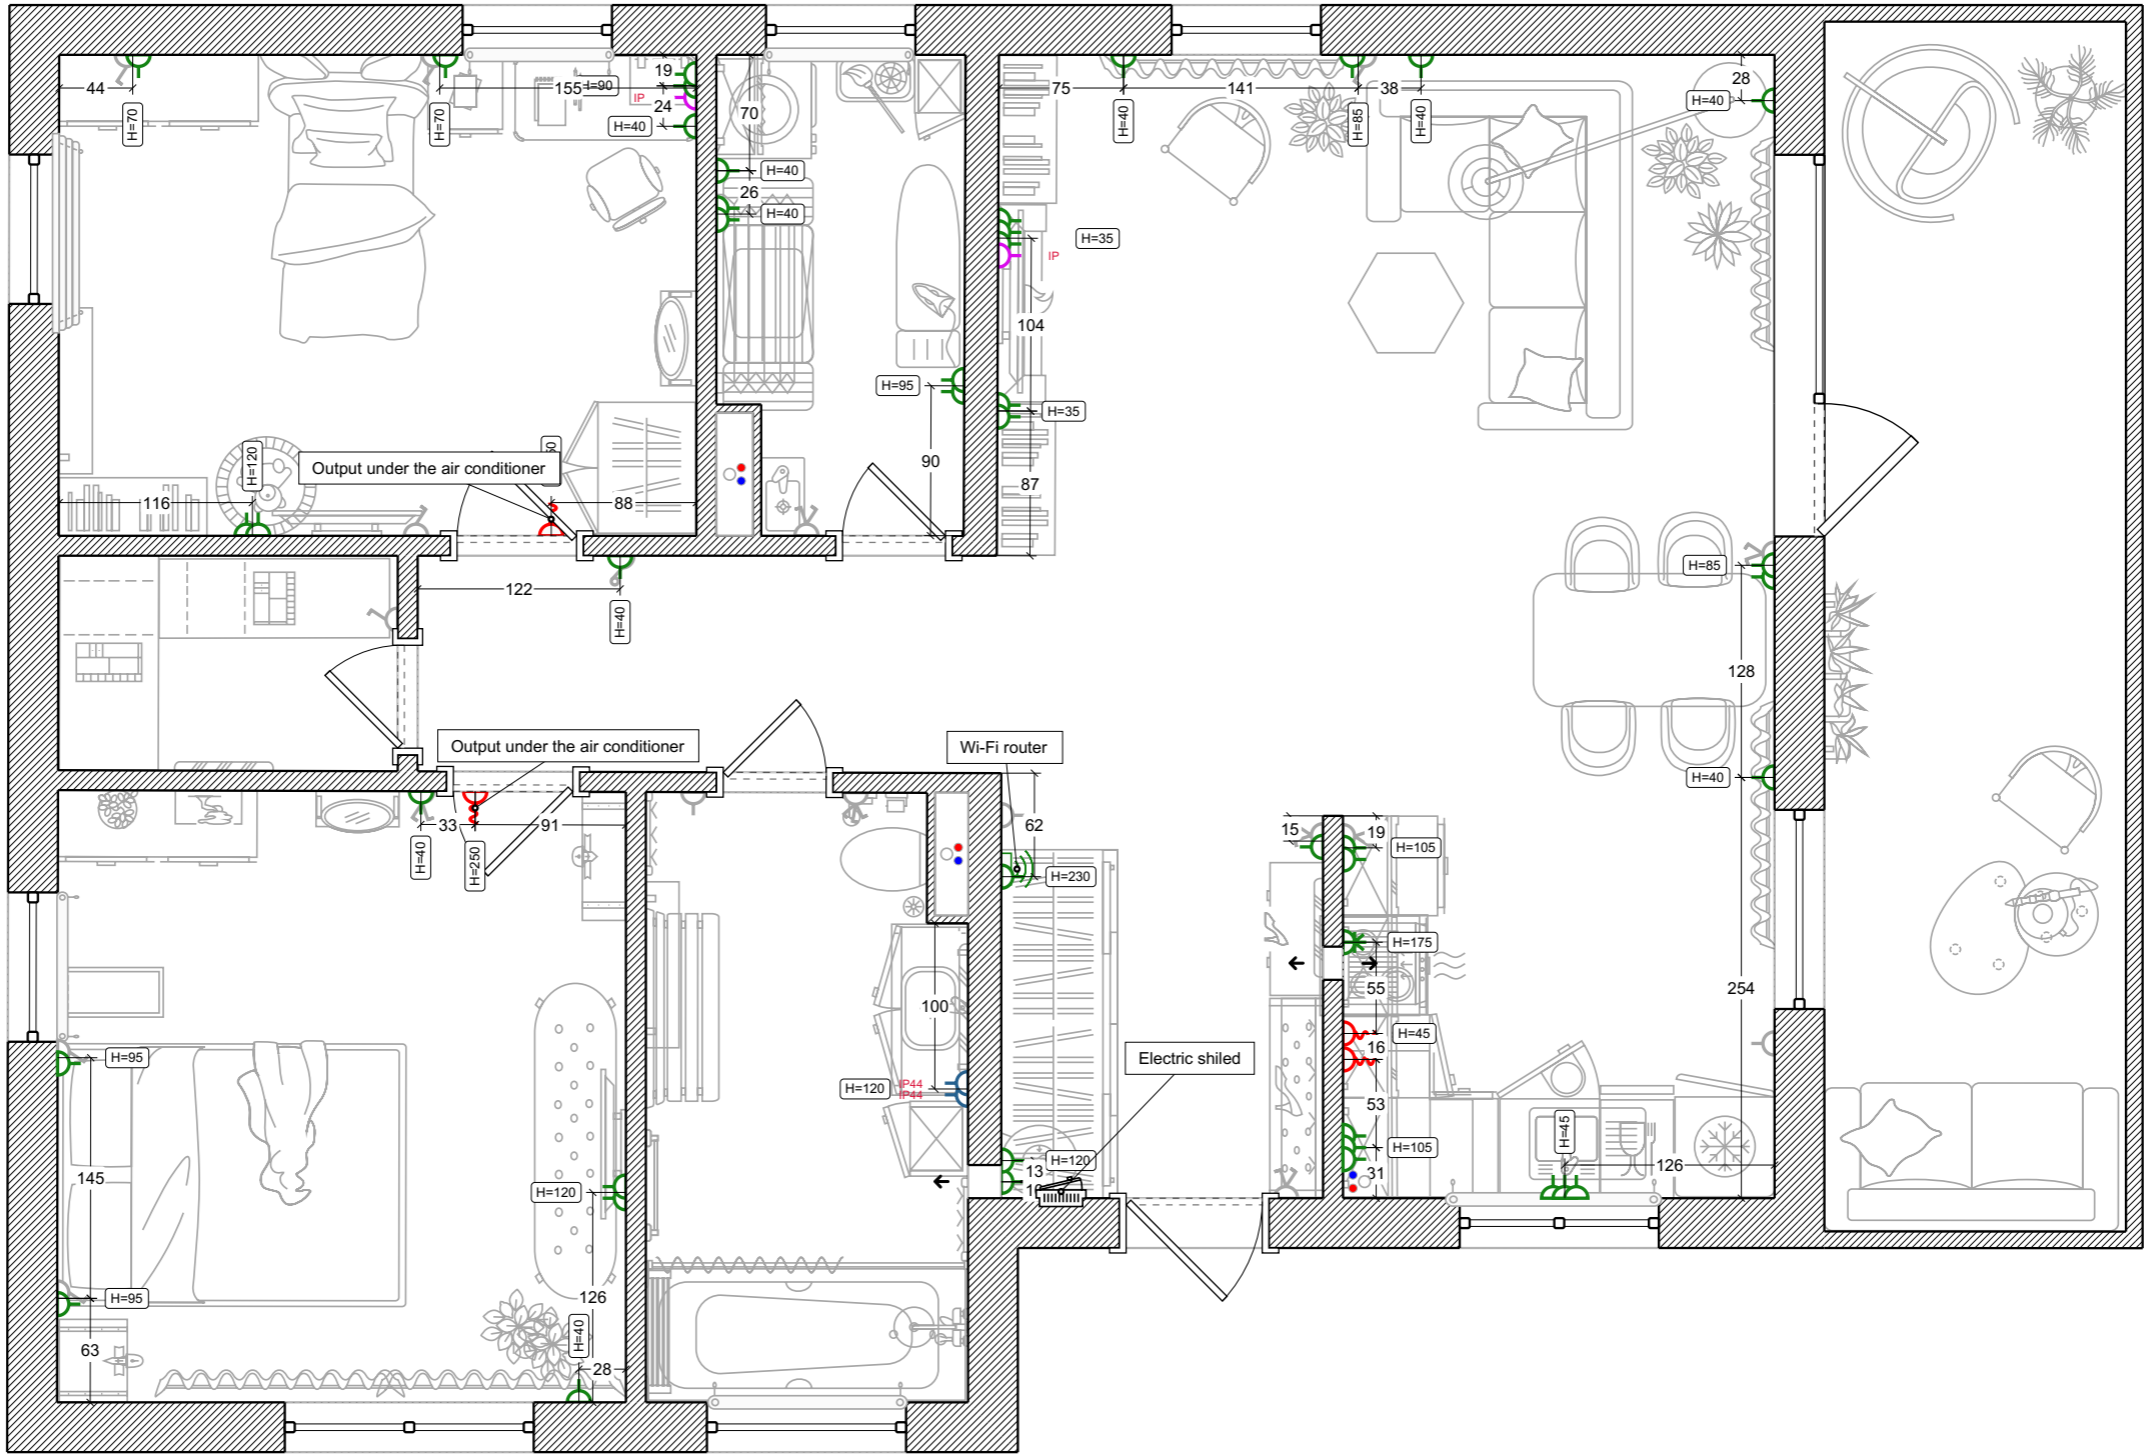 44
H=70
H=70
155
H=90
19
IP
24
H=40
70
H=40
26
H=40
75
H=40
141
H=85
38
H=40
28
H=40
H=35
IP
104
H=95
H=35
90
87
H=120
Output under the air conditioner
116
88
122
H=40
H=85
128
H=40
Output under the air conditioner
Wi-Fi router
33
91
H=40
H=250
62
H=230
15
19
H=105
H=175
55
100
254
H=45
16
Electric shiled
H=95
IP44
IP44
H=120
53
H=45
H=105
H=120
13
31
126
145
H=120
H=95
126
63
H=40
28